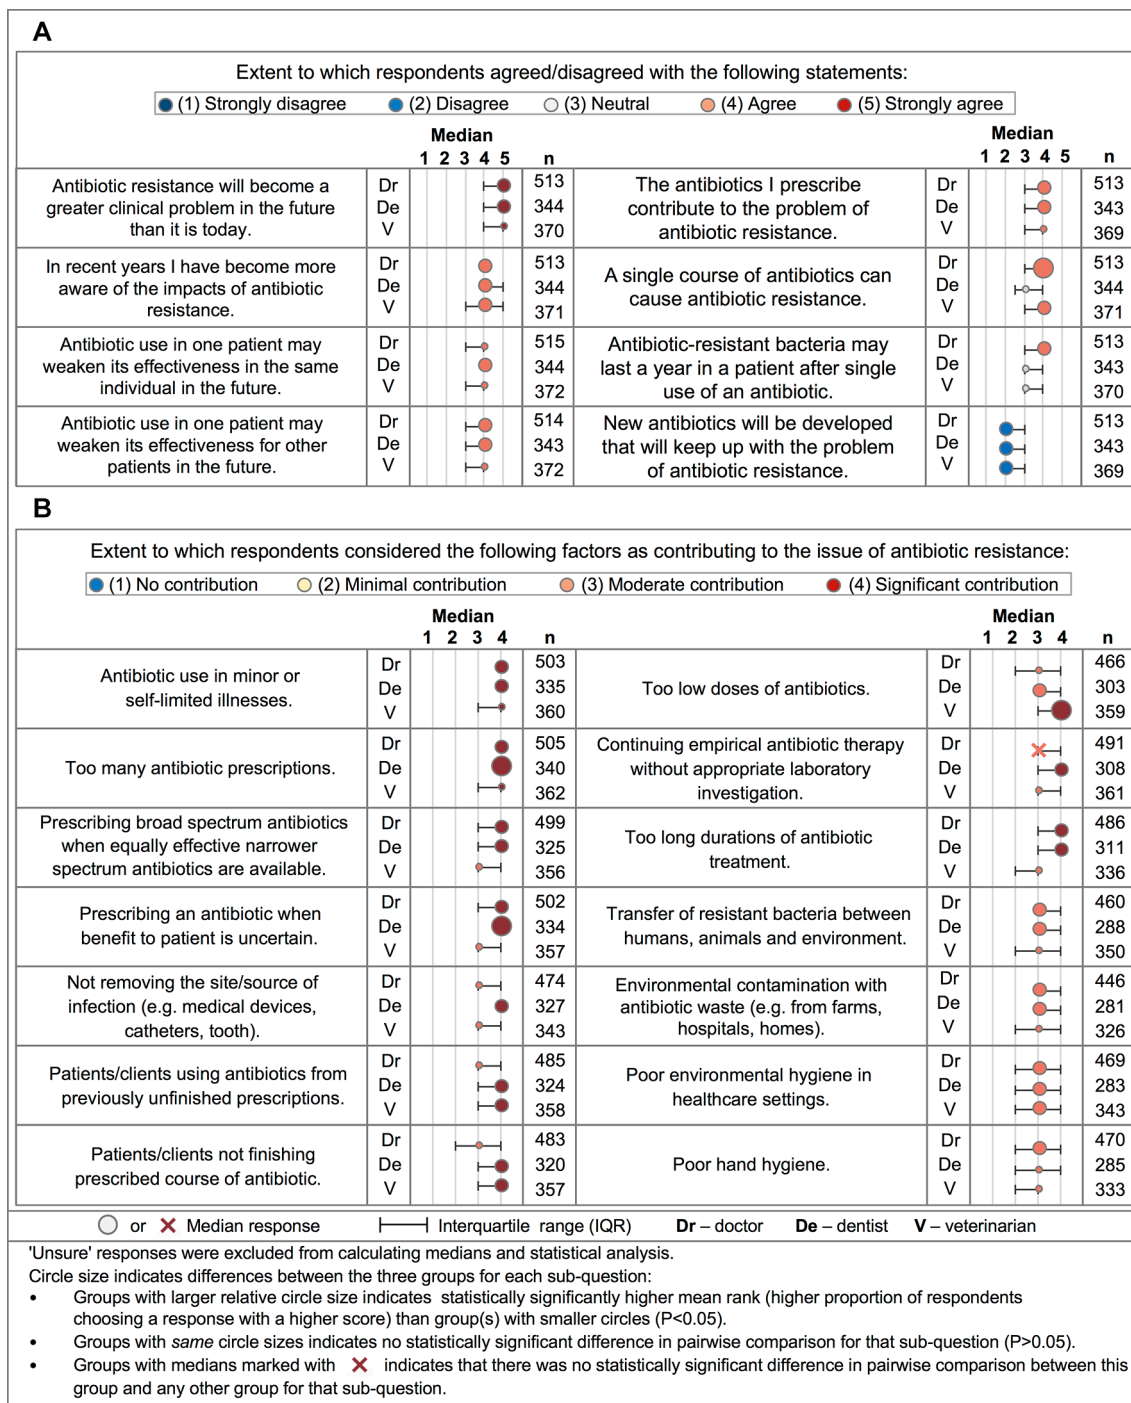 A
Extent to which respondents agreed/disagreed with the following statements:
(1) Strongly disagree (2) Disagree (3) Neutral (4) Agree (5) Strongly agree
Median
1 2 3 4 5 n
Antibiotic resistance will become a
greater clinical problem in the future
than it is today.
Dr 513
De 344
V 370
In recent years I have become more
aware of the impacts of antibiotic
resistance.
Dr 513
De 344
V 371
Antibiotic use in one patient may
weaken its effectiveness in the same
individual in the future.
Dr 515
De 344
V 372
Antibiotic use in one patient may
weaken its effectiveness for other
patients in the future.
Dr 514
De 343
V 372
Median
1 2 3 4 5 n
The antibiotics I prescribe
contribute to the problem of
antibiotic resistance.
Dr 513
De 343
V 369
A single course of antibiotics can
cause antibiotic resistance.
Dr 513
De 344
V 371
Antibiotic-resistant bacteria may
last a year in a patient after single
use of an antibiotic.
Dr 513
De 343
V 370
New antibiotics will be developed
that will keep up with the problem
of antibiotic resistance.
Dr 513
De 343
V 369
B
Extent to which respondents considered the following factors as contributing to the issue of antibiotic resistance:
(1) No contribution (2) Minimal contribution (3) Moderate contribution (4) Significant contribution
Median
1 2 3 4 n
Antibiotic use in minor or
self-limited illnesses.
Dr 503
De 335
V 360
Too many antibiotic prescriptions.
Dr 505
De 340
V 362
Prescribing broad spectrum antibiotics
when equally effective narrower
spectrum antibiotics are available.
Dr 499
De 325
V 356
Prescribing an antibiotic when
benefit to patient is uncertain.
Dr 502
De 334
V 357
Not removing the site/source of
infection (e.g. medical devices,
catheters, tooth).
Dr 474
De 327
V 343
Patients/clients using antibiotics from
previously unfinished prescriptions.
Dr 485
De 324
V 358
Patients/clients not finishing
prescribed course of antibiotic.
Dr 483
De 320
V 357
Median
1 2 3 4 n
Too low doses of antibiotics.
Dr 466
De 303
V 359
Continuing empirical antibiotic therapy
without appropriate laboratory
investigation.
Dr 491
De 308
V 361
Too long durations of antibiotic
treatment.
Dr 486
De 311
V 336
Transfer of resistant bacteria between
humans, animals and environment.
Dr 460
De 288
V 350
Environmental contamination with
antibiotic waste (e.g. from farms,
hospitals, homes).
Dr 446
De 281
V 326
Poor environmental hygiene in
healthcare settings.
Dr 469
De 283
V 343
Poor hand hygiene.
Dr 470
De 285
V 333
or Median response Interquartile range (IQR) Dr – doctor De – dentist V – veterinarian
'Unsure' responses were excluded from calculating medians and statistical analysis.
Circle size indicates differences between the three groups for each sub-question:
• Groups with larger relative circle size indicates statistically significantly higher mean rank (higher proportion of respondents
choosing a response with a higher score) than group(s) with smaller circles (P<0.05).
• Groups with same circle sizes indicates no statistically significant difference in pairwise comparison for that sub-question (P>0.05).
• Groups with medians marked with indicates that there was no statistically significant difference in pairwise comparison between this
group and any other group for that sub-question.